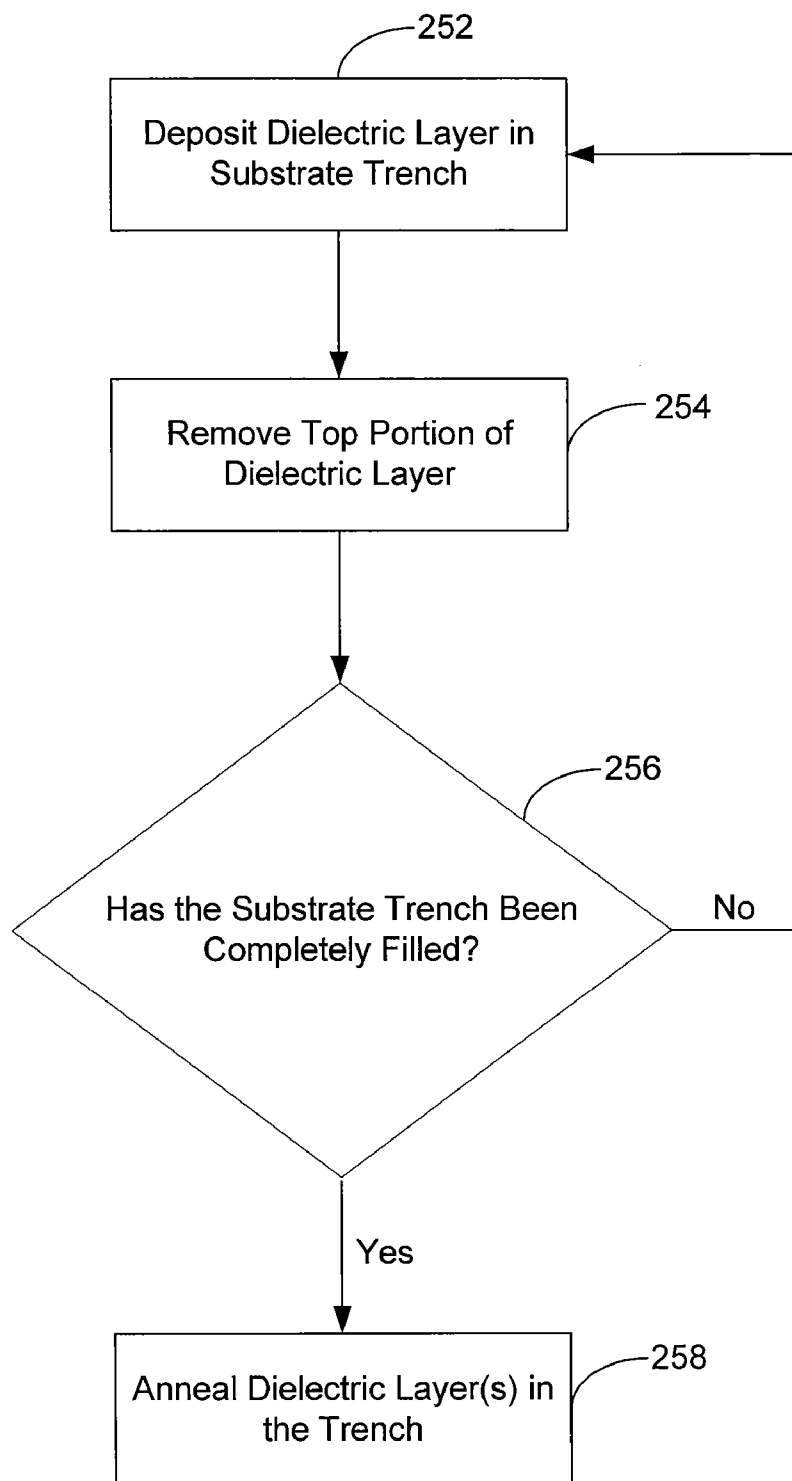 252
Deposit Dielectric Layer in
Substrate Trench
254
Remove Top Portion of
Dielectric Layer
256
Has the Substrate Trench Been
Completely Filled?
No
Yes
258
Anneal Dielectric Layer(s) in
the Trench